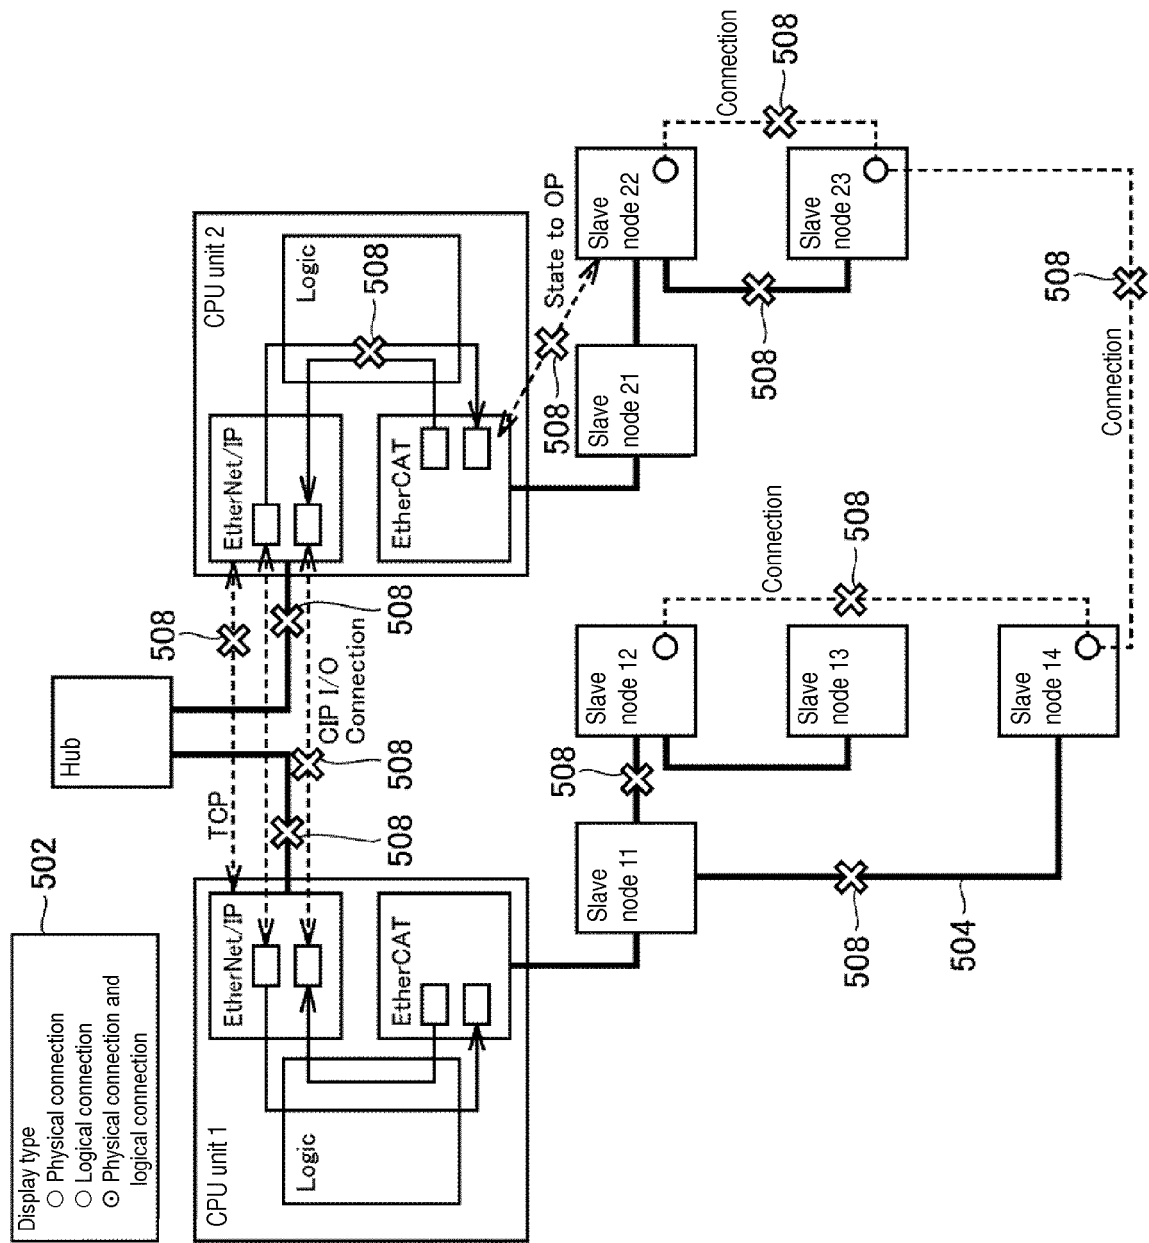 Display type
Physical connection
Logical connection
Physical connection and
logical connection
502
Hub
CPU unit 1
EtherNet/IP
Logic
EtherCAT
TCP
508
CIP I/O
Connection
508
508
508
CPU unit 2
EtherNet/IP
Logic
508
EtherCAT
State to OP
508
Slave
node 11
508
Slave
node 12
Slave
node 13
Slave
node 14
Connection
508
508
504
Slave
node 21
Slave
node 22
Slave
node 23
508
Connection
508
Connection
508